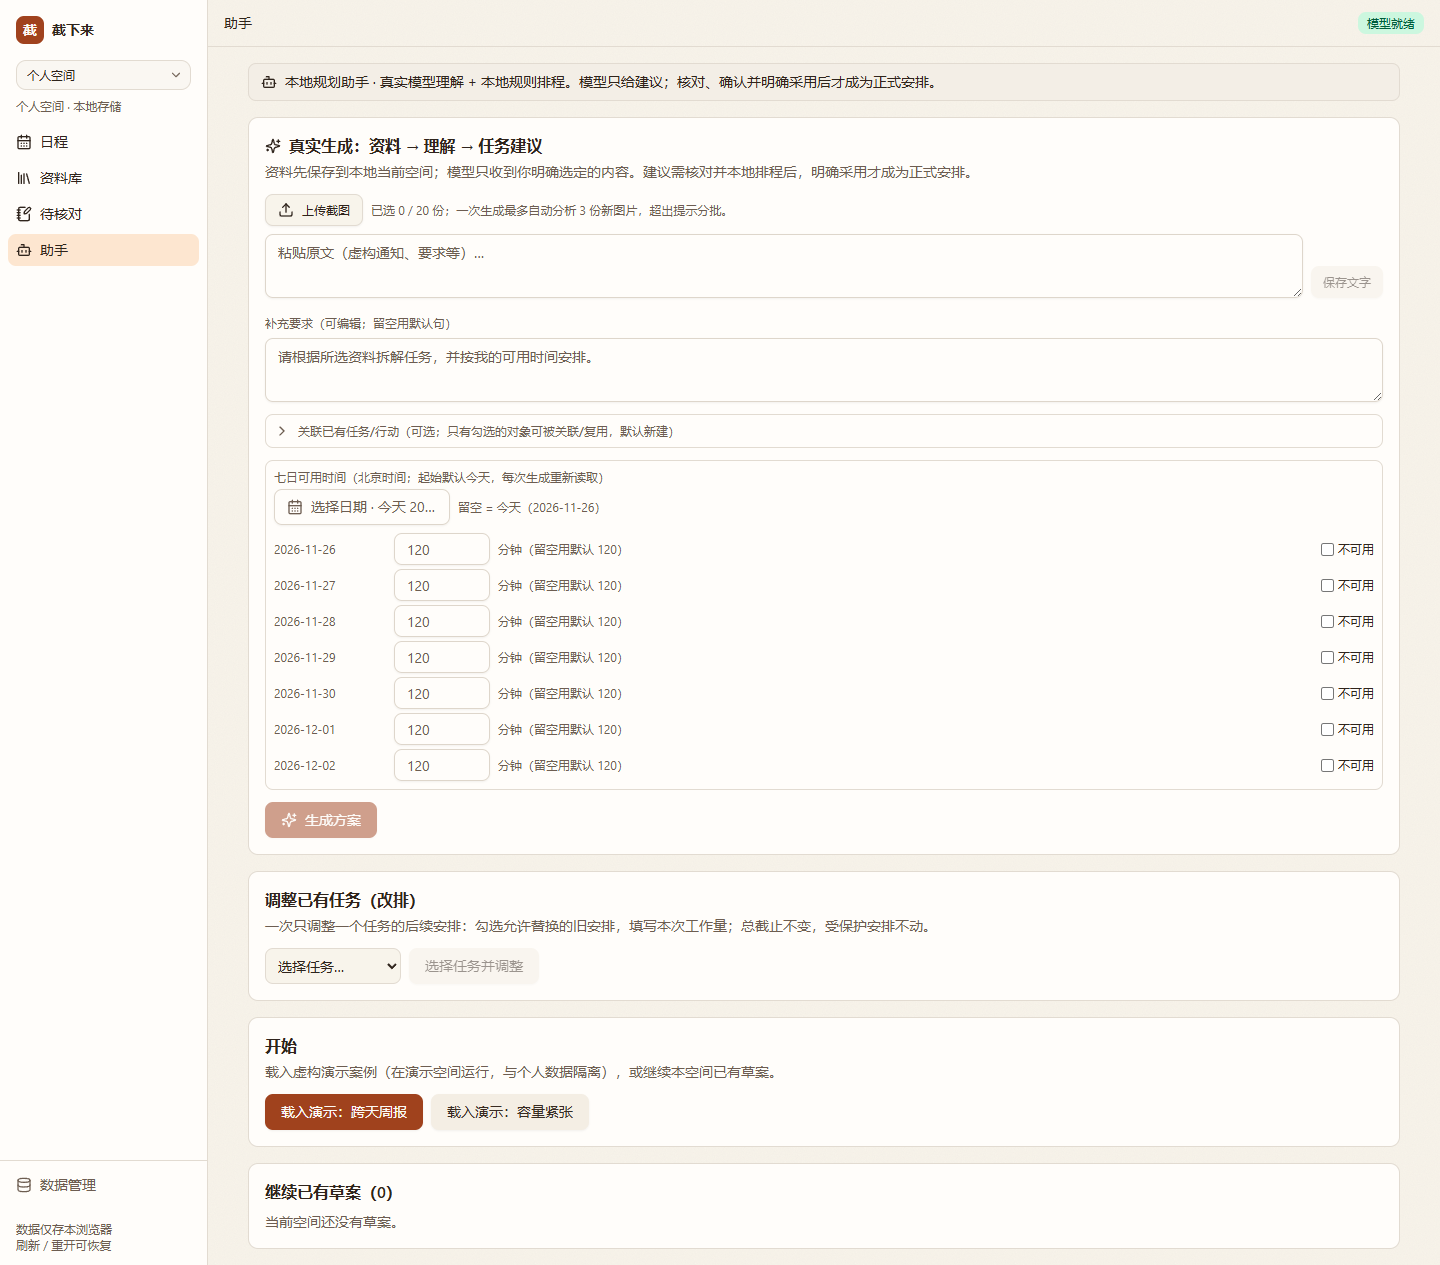 截 截下来
个人空间
个人空间 · 本地存储
日程
资料库
待核对
助手
数据管理
数据仅存本浏览器
刷新 / 重开可恢复
助手
模型就绪
本地规划助手 · 真实模型理解 + 本地规则排程。模型只给建议；核对、确认并明确采用后才成为正式安排。
真实生成：资料 → 理解 → 任务建议
资料先保存到本地当前空间；模型只收到你明确选定的内容。建议需核对并本地排程后，明确采用才成为正式安排。
上传截图 已选 0 / 20 份；一次生成最多自动分析 3 份新图片，超出提示分批。
粘贴原文（虚构通知、要求等）...
保存文字
补充要求（可编辑；留空用默认句）
请根据所选资料拆解任务，并按我的可用时间安排。
关联已有任务/行动（可选；只有勾选的对象可被关联/复用，默认新建）
七日可用时间（北京时间；起始默认今天，每次生成重新读取）
选择日期 · 今天 20... 留空 = 今天（2026-11-26）
2026-11-26 120 分钟（留空用默认 120） 不可用
2026-11-27 120 分钟（留空用默认 120） 不可用
2026-11-28 120 分钟（留空用默认 120） 不可用
2026-11-29 120 分钟（留空用默认 120） 不可用
2026-11-30 120 分钟（留空用默认 120） 不可用
2026-12-01 120 分钟（留空用默认 120） 不可用
2026-12-02 120 分钟（留空用默认 120） 不可用
生成方案
调整已有任务（改排）
一次只调整一个任务的后续安排：勾选允许替换的旧安排，填写本次工作量；总截止不变，受保护安排不动。
选择任务... 选择任务并调整
开始
载入虚构演示案例（在演示空间运行，与个人数据隔离），或继续本空间已有草案。
载入演示：跨天周报 载入演示：容量紧张
继续已有草案（0）
当前空间还没有草案。